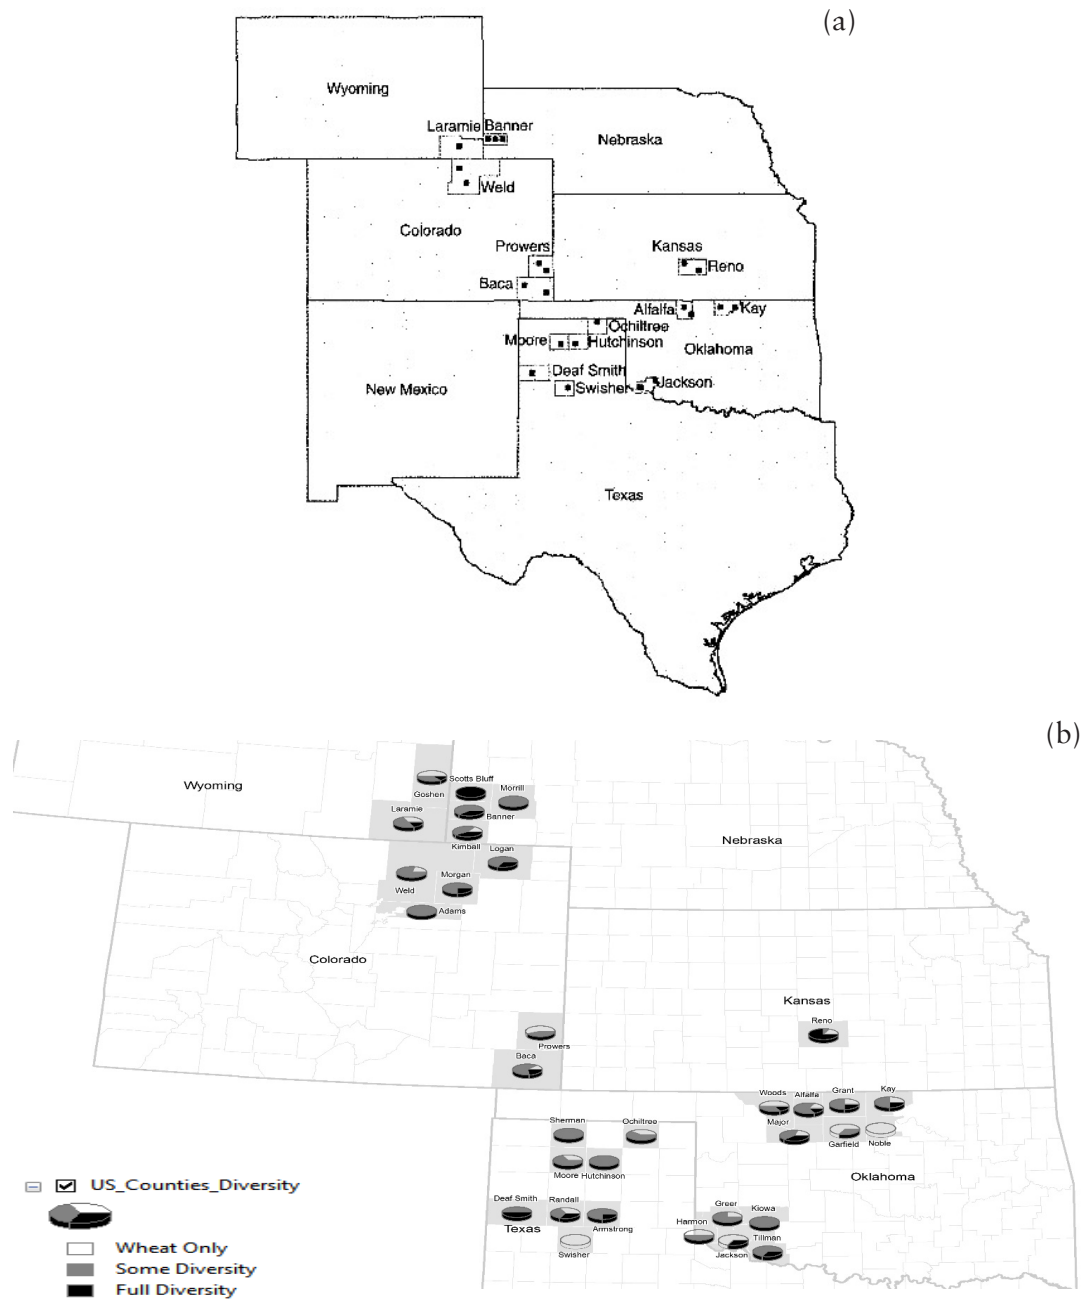 (a)
Wyoming
Laramie Banner
Nebraska
Weld
Colorado
Prowers
Kansas
Reno
Baca
Alfalfa
Kay
Ochiltree
Moore
Hutchinson
Oklahoma
Deaf Smith
Jackson
New Mexico
Swisher
Texas
(b)
Wyoming
Scotts Bluff
Goshen
Morrill
Laramie
Banner
Nebraska
Kimball
Logan
Morgan
Weld
Adams
Colorado
Kansas
Reno
Prowers
Baca
Woods
Alfalfa
Grant
Kay
Sherman
Ochiltree
Major
Garfield
Noble
Moore
Hutchinson
Oklahoma
US_Counties_Diversity
Deaf Smith
Randall
Greer
Kiowa
Texas
Armstrong
Harmon
Tillman
Swisher
Jackson
Wheat Only
Some Diversity
Full Diversity